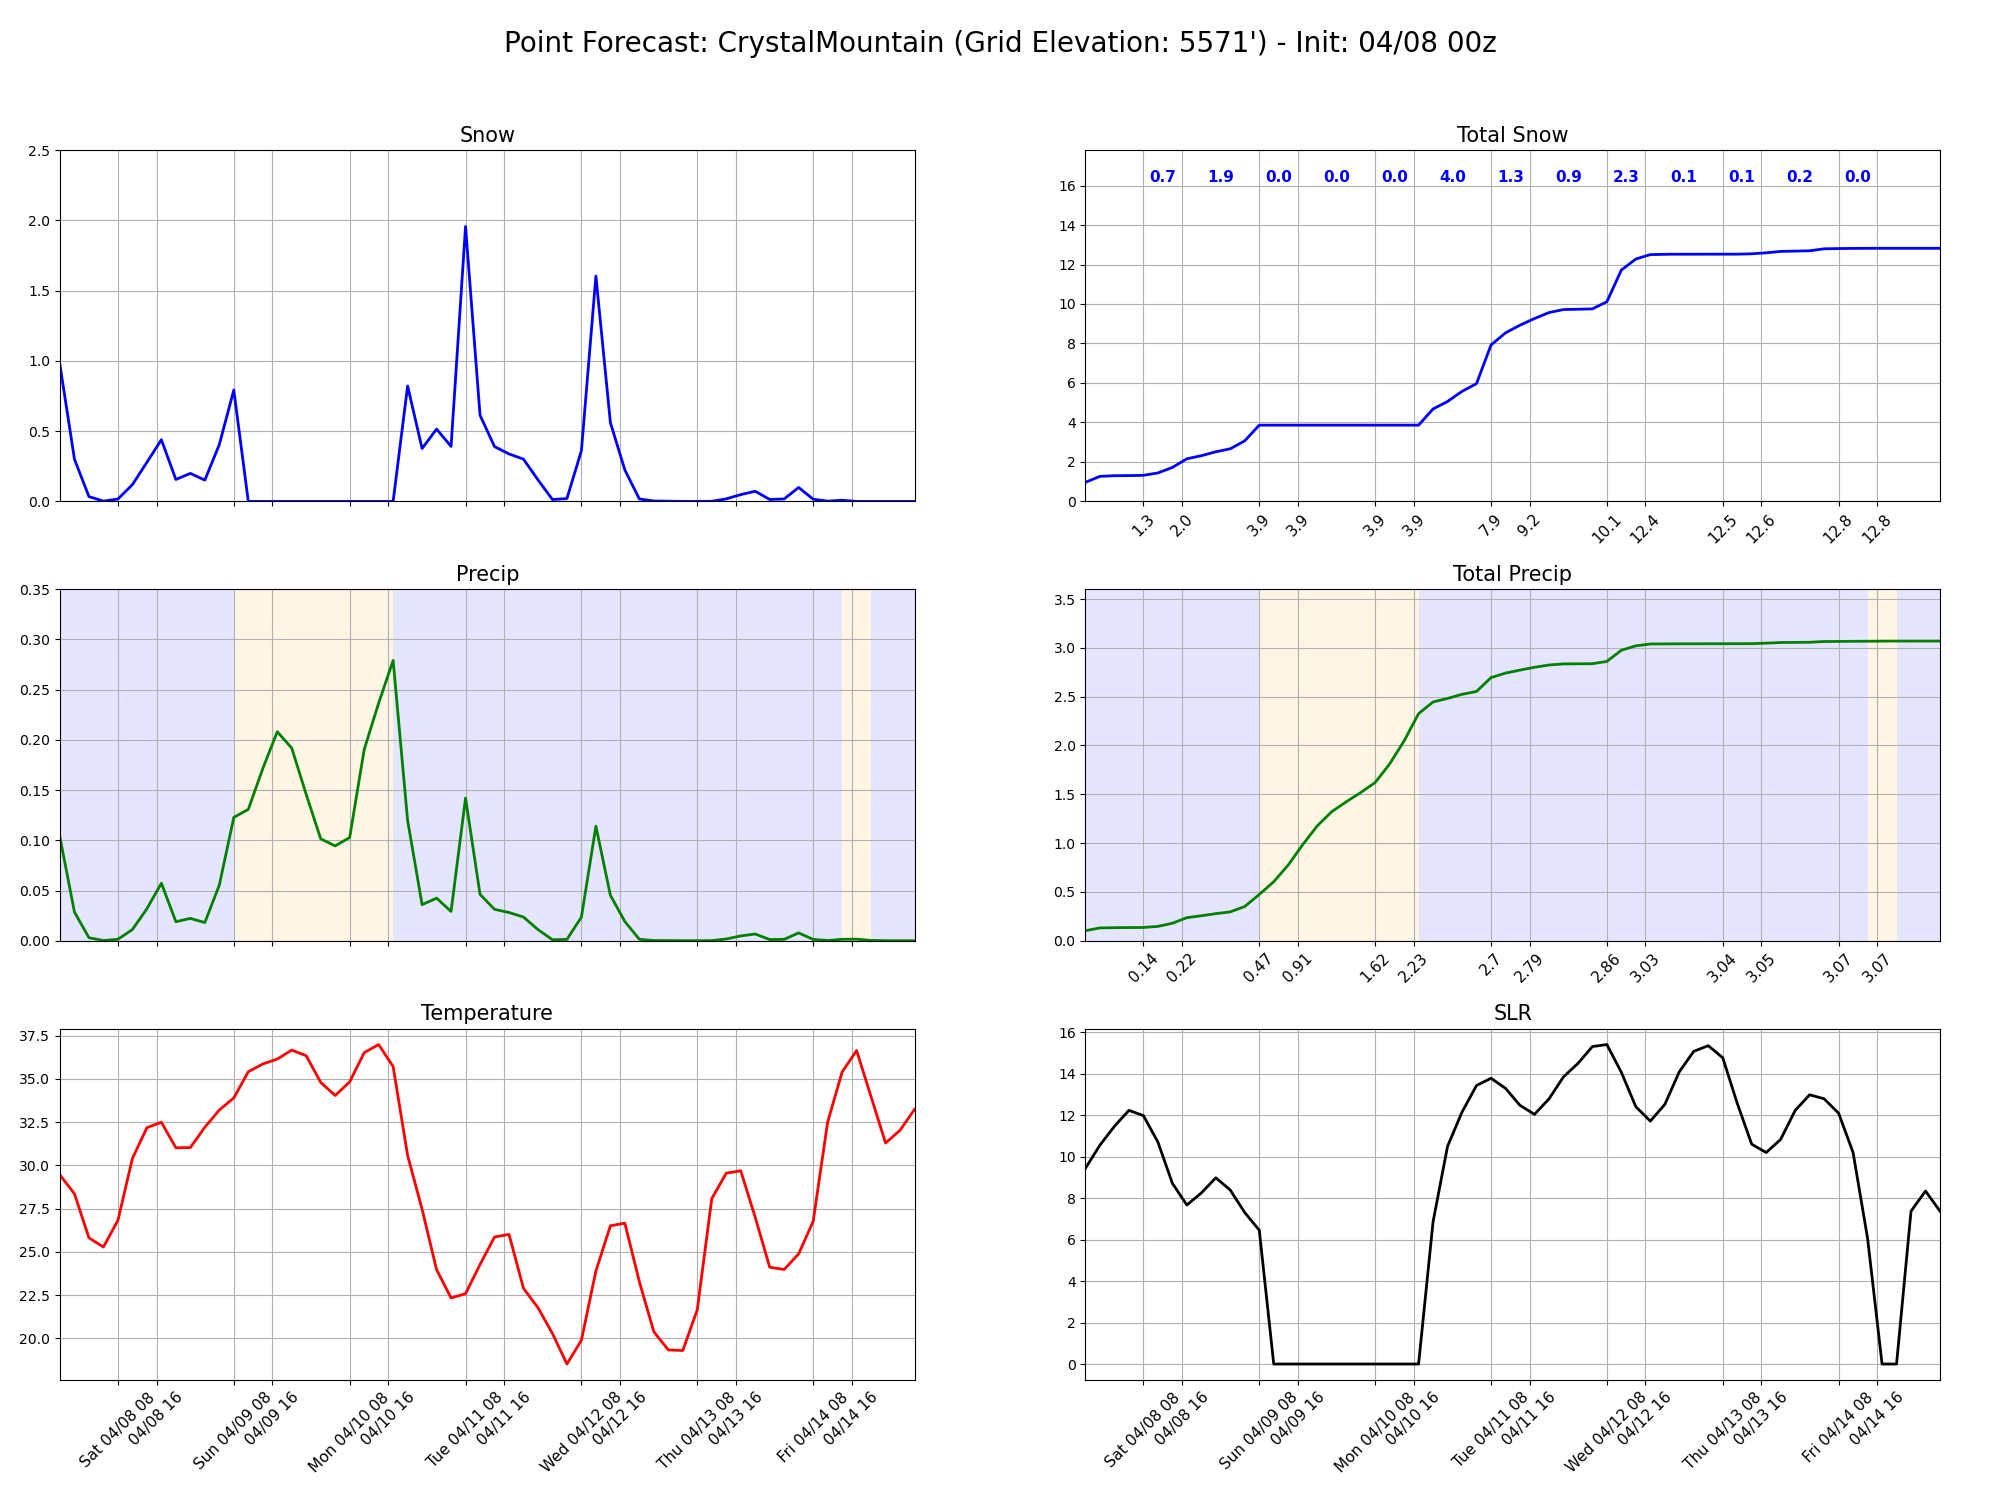 Point Forecast: CrystalMountain (Grid Elevation: 5571') - Init: 04/08 00z
Snow
2.5
2.0
1.5
1.0
0.5
0.0
Total Snow
0.7 1.9 0.0 0.0 0.0 4.0 1.3 0.9 2.3 0.1 0.1 0.2 0.0
16
14
12
10
8
6
4
2
0
1.3 2.0 3.9 3.9 3.9 3.9 7.9 9.2 10.1 12.4 12.5 12.6 12.8 12.8
Precip
0.35
0.30
0.25
0.20
0.15
0.10
0.05
0.00
Total Precip
3.5
3.0
2.5
2.0
1.5
1.0
0.5
0.0
0.14 0.22 0.47 0.91 1.62 2.23 2.7 2.79 2.86 3.03 3.04 3.05 3.07 3.07
Temperature
37.5
35.0
32.5
30.0
27.5
25.0
22.5
20.0
Sat 04/08 08
04/08 16
Sun 04/09 08
04/09 16
Mon 04/10 08
04/10 16
Tue 04/11 08
04/11 16
Wed 04/12 08
04/12 16
Thu 04/13 08
04/13 16
Fri 04/14 08
04/14 16
SLR
16
14
12
10
8
6
4
2
0
Sat 04/08 08
04/08 16
Sun 04/09 08
04/09 16
Mon 04/10 08
04/10 16
Tue 04/11 08
04/11 16
Wed 04/12 08
04/12 16
Thu 04/13 08
04/13 16
Fri 04/14 08
04/14 16